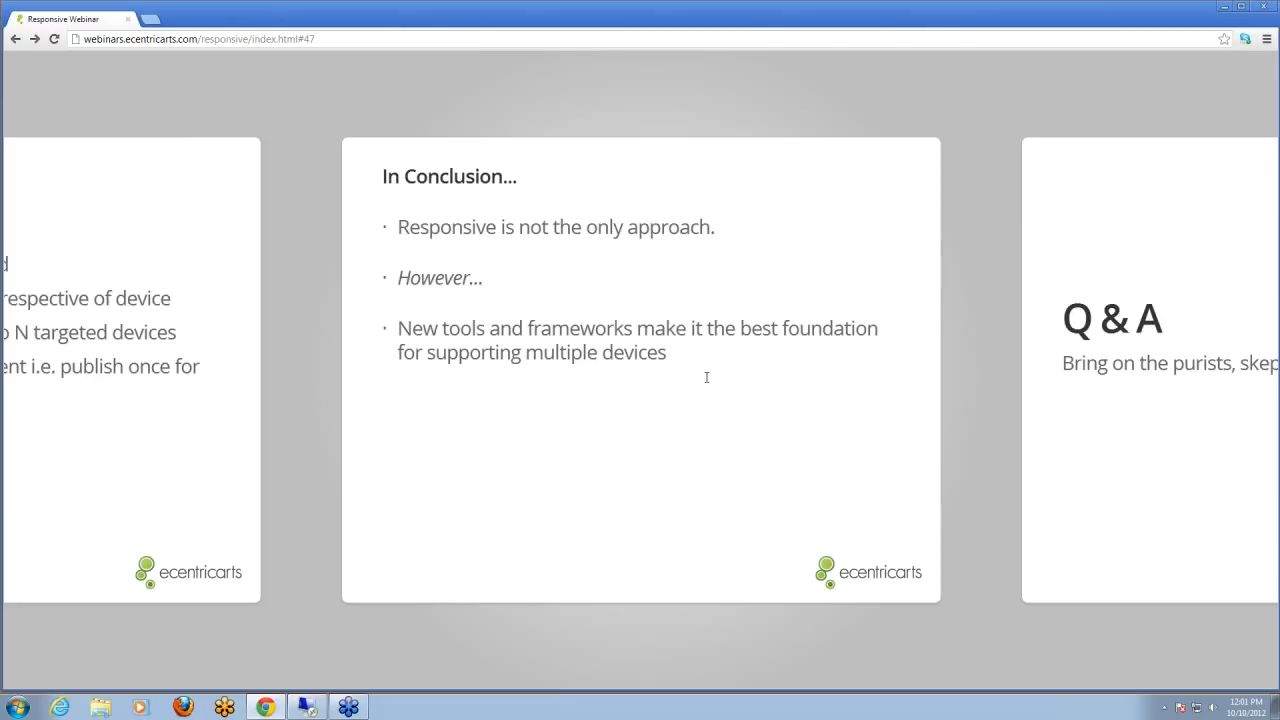 Responsive Webinar
webinars.ecentricarts.com/responsive/index.html#47
respective of device
N targeted devices
i.e. publish once for
ecentricarts
In Conclusion...
· Responsive is not the only approach.
· However...
· New tools and frameworks make it the best foundation
for supporting multiple devices
ecentricarts
Q & A
Bring on the purists,
12:01 PM
10/10/2012